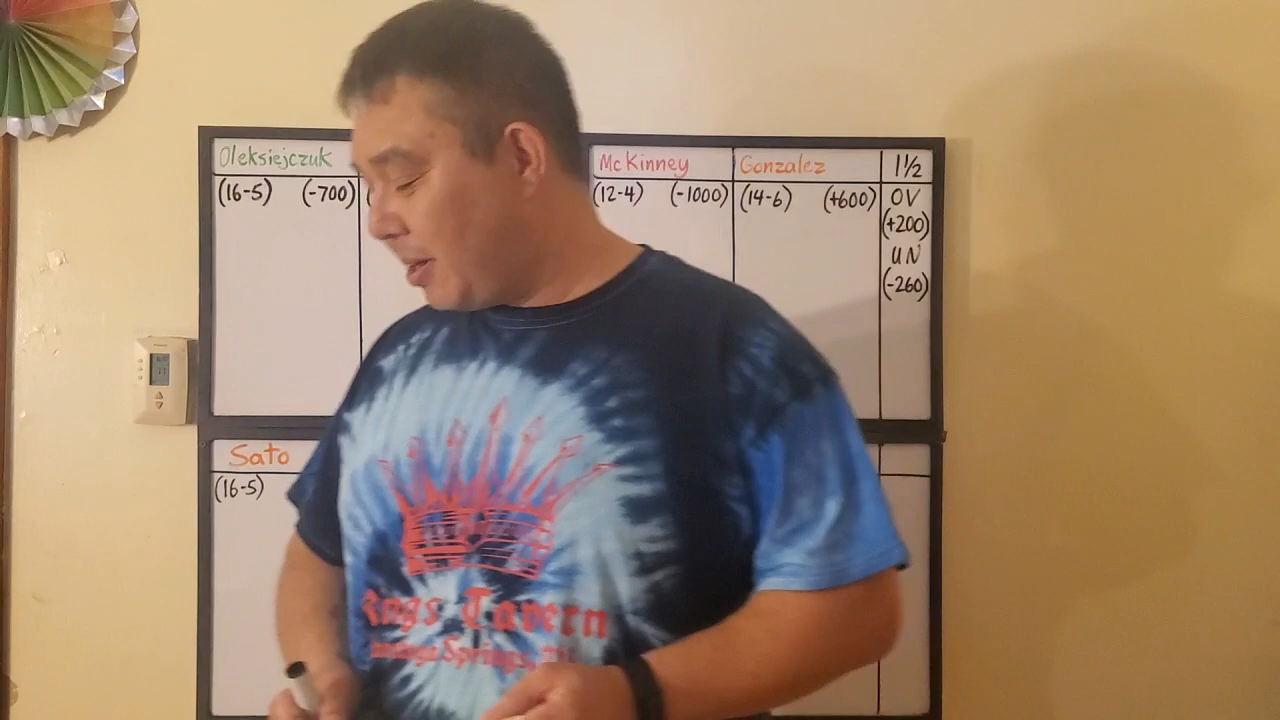 Oleksiejczuk
(16-5) (-700)
McKinney Gonzalez 1½
(12-4) (-1000) (14-6) (+600) OV
(+200)
UN
(-260)
Sato
(16-5)
Tavern
Springs,